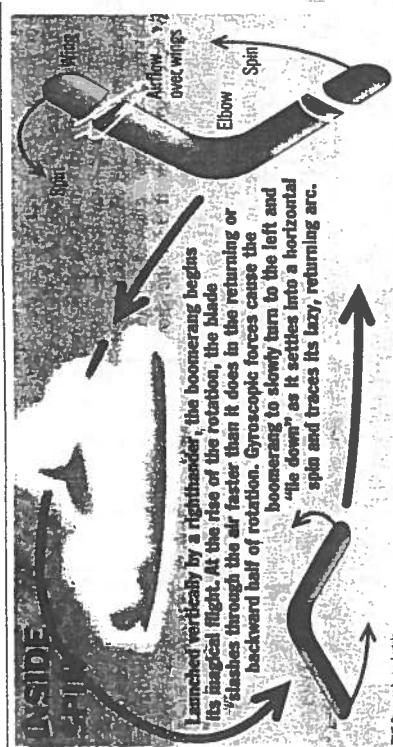 Spin
Wing
Airflow
over wings
Elbow
Spin
Launched vertically by a righthander, the boomerang begins
its magical flight. At the rise of the rotation, the blade
slashes through the air faster than it does in the returning or
backward half of rotation. Gyroscopic forces cause the
boomerang to slowly turn to the left and
"lie down" as it settles into a horizontal
spin and traces its lazy, returning arc.